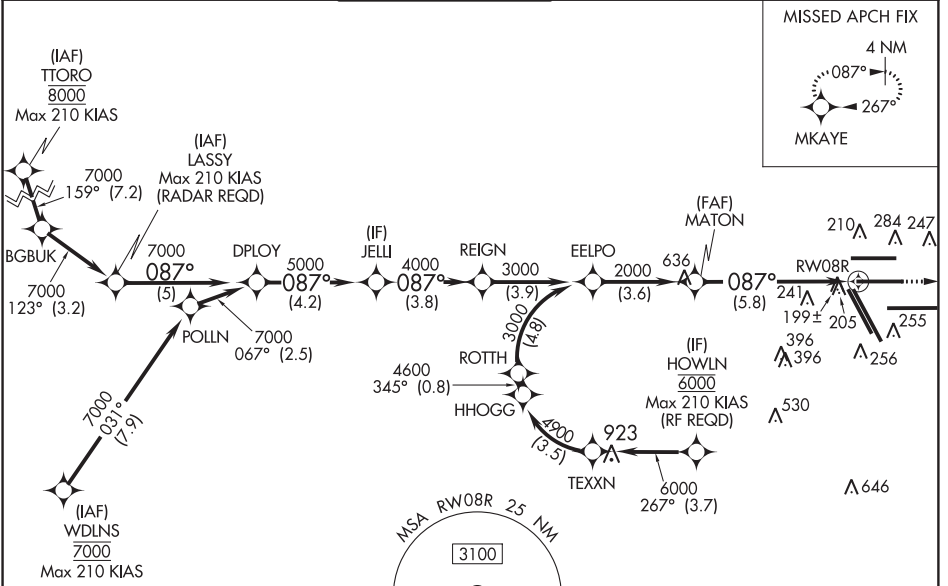 MISSED APCH FIX
4 NM
087°
267°
MKAYE
(IAF)
TTORO
8000
Max 210 KIAS
7000
159° (7.2)
BGBUK
7000
123° (3.2)
(IAF)
LASSY
Max 210 KIAS
(RADAR REQD)
7000
087°
(5)
DPLOY
5000
087°
(4.2)
(IF)
JELLI
4000
087°
(3.8)
REIGN
3000
(3.9)
EELPO
2000
(3.6)
636
(FAF)
MATON
087°
(5.8)
RW08R
210
284
247
241
199±
205
255
256
396
396
530
646
POLLN
7000
067° (2.5)
7000
031°
(7.9)
(IAF)
WDLNS
7000
Max 210 KIAS
3000
(4.8)
ROTTH
4600
345° (0.8)
HHOGG
4900
(3.5)
TEXXN
923
(IF)
HOWLN
6000
Max 210 KIAS
(RF REQD)
6000
267° (3.7)
MSA RW08R 25 NM
3100